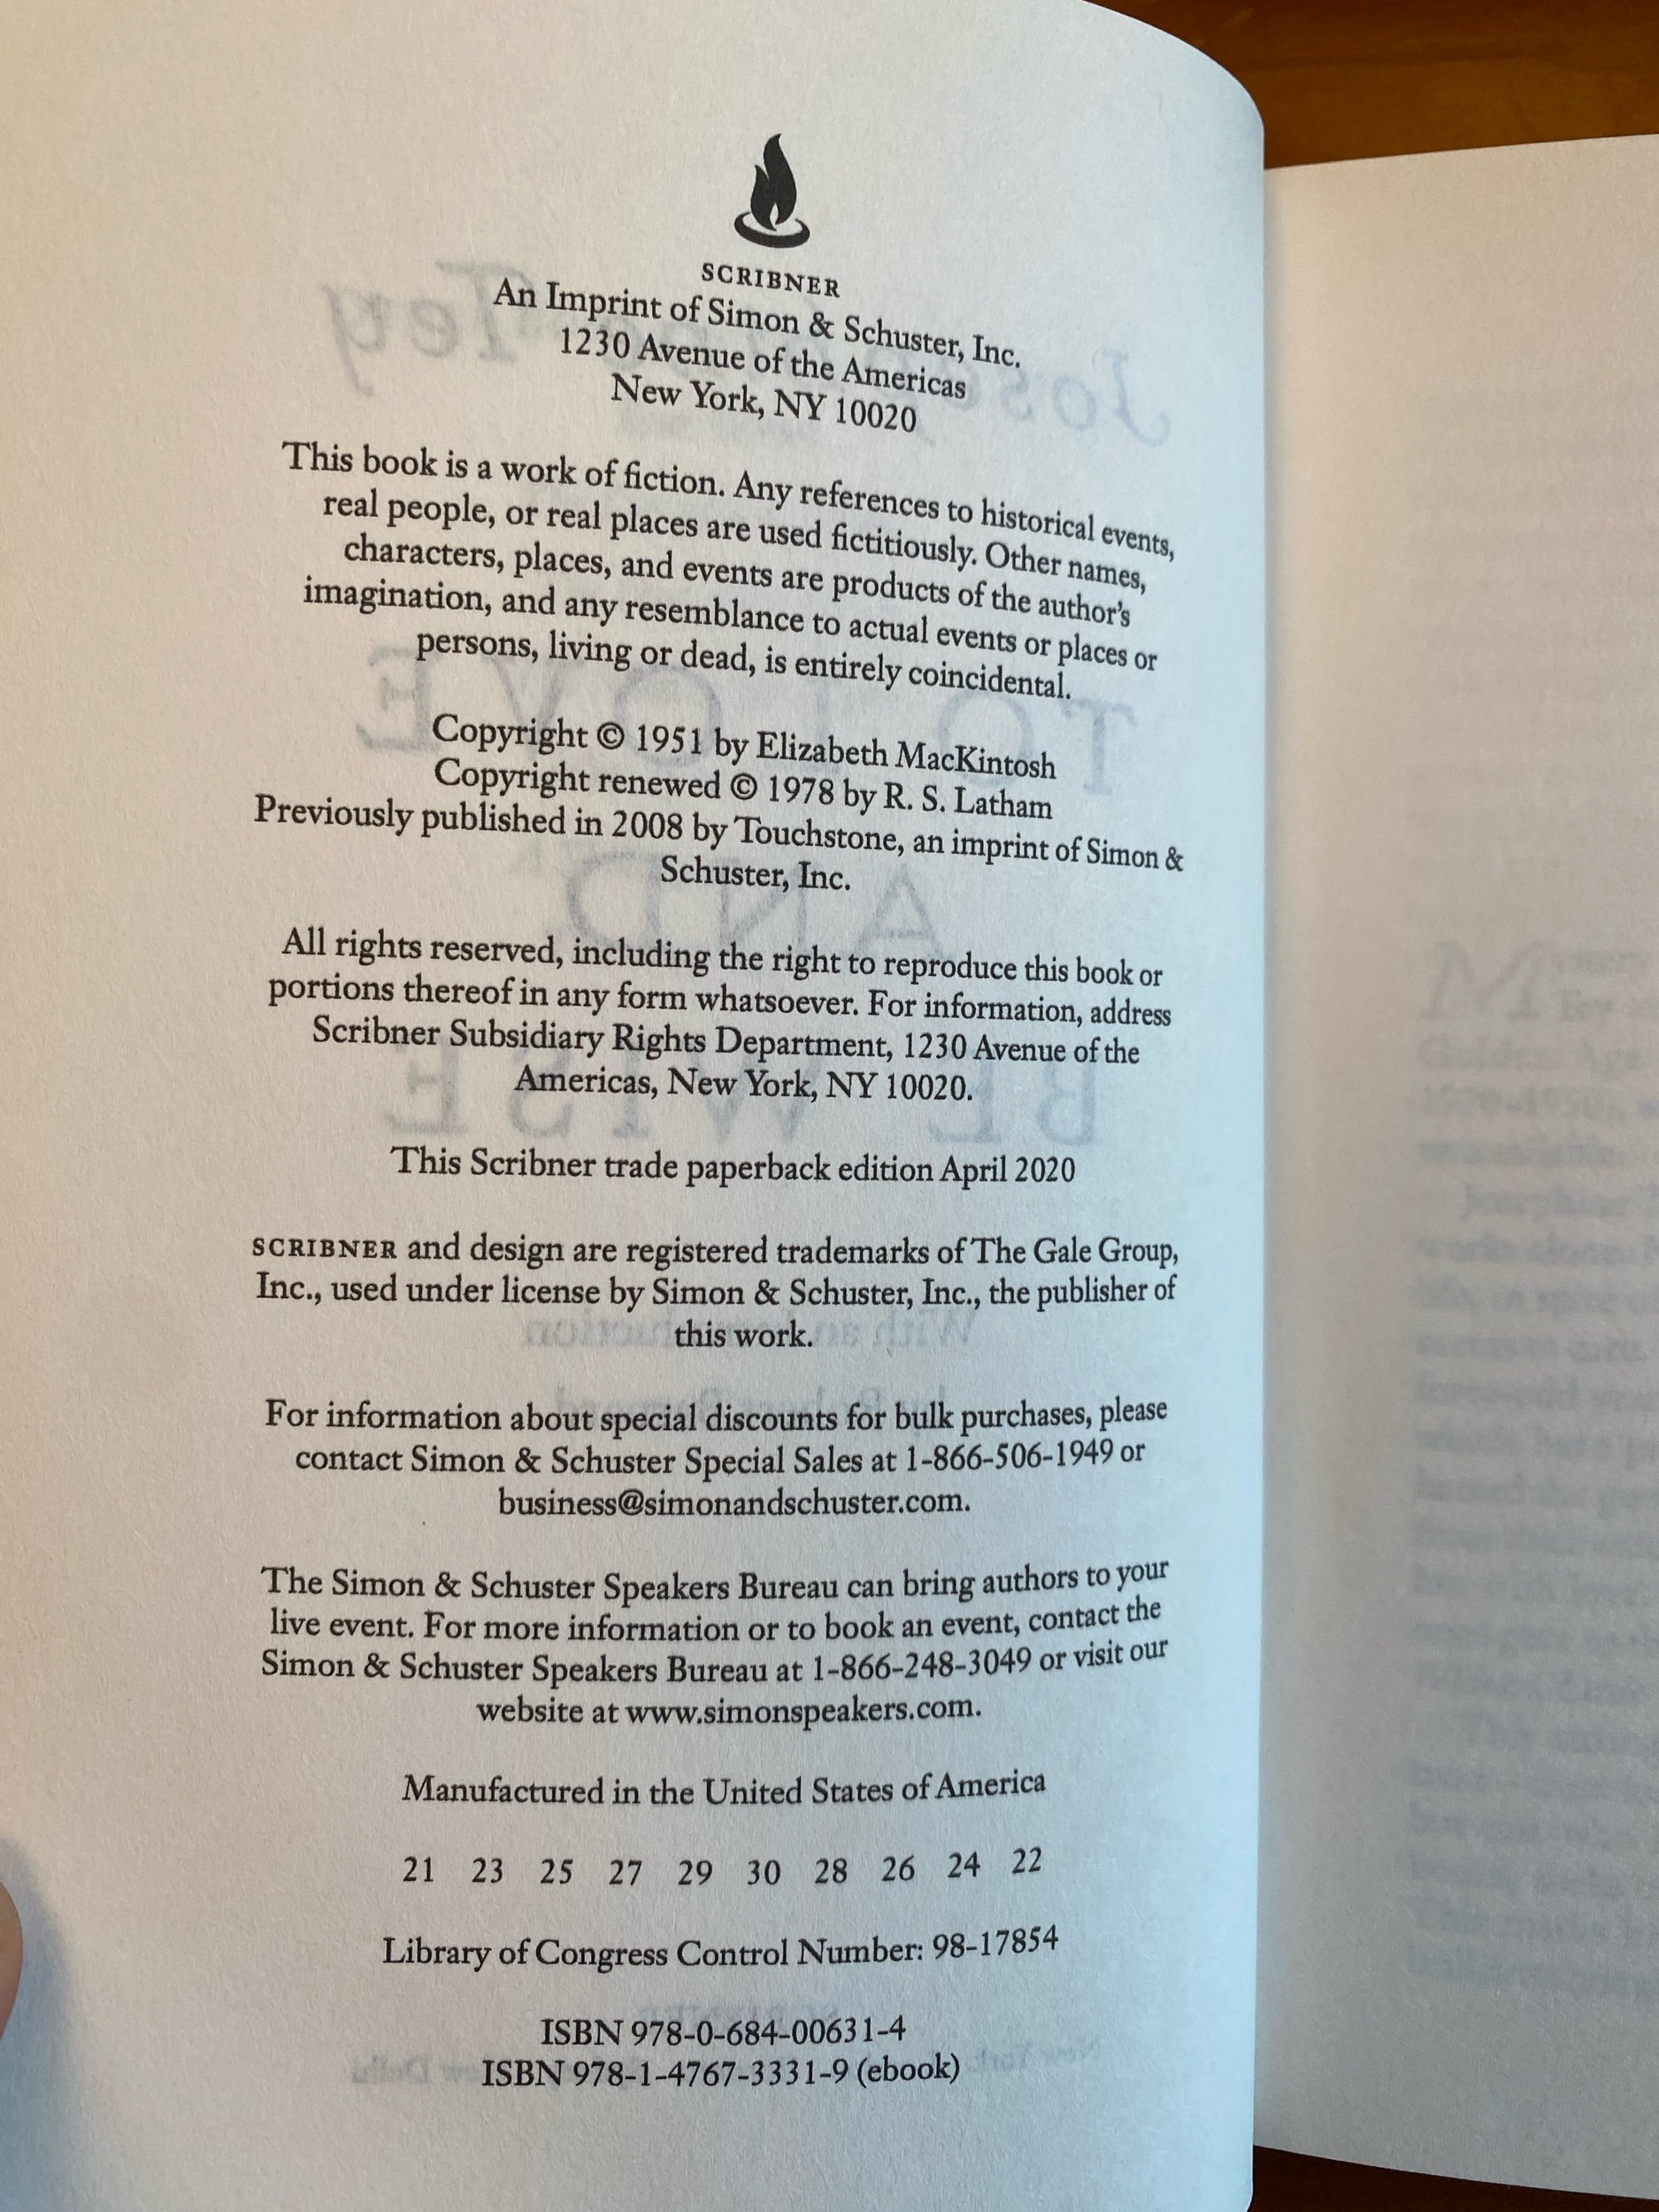 SCRIBNER
An Imprint of Simon & Schuster, Inc.
1230 Avenue of the Americas
New York, NY 10020
This book is a work of fiction. Any references to historical events,
real people, or real places are used fictitiously. Other names,
characters, places, and events are products of the author's
imagination, and any resemblance to actual events or places or
persons, living or dead, is entirely coincidental.
Copyright © 1951 by Elizabeth MacKintosh
Copyright renewed © 1978 by R. S. Latham
Previously published in 2008 by Touchstone, an imprint of Simon &
Schuster, Inc.
All rights reserved, including the right to reproduce this book or
portions thereof in any form whatsoever. For information, address
Scribner Subsidiary Rights Department, 1230 Avenue of the
Americas, New York, NY 10020.
This Scribner trade paperback edition April 2020
SCRIBNER and design are registered trademarks of The Gale Group,
Inc., used under license by Simon & Schuster, Inc., the publisher of
this work.
For information about special discounts for bulk purchases, please
contact Simon & Schuster Special Sales at 1-866-506-1949 or
business@simonandschuster.com.
The Simon & Schuster Speakers Bureau can bring authors to your
live event. For more information or to book an event, contact the
Simon & Schuster Speakers Bureau at 1-866-248-3049 or visit our
website at www.simonspeakers.com.
Manufactured in the United States of America
21 23 25 27 29 30 28 26 24 22
Library of Congress Control Number: 98-17854
ISBN 978-0-684-00631-4
ISBN 978-1-4767-3331-9 (ebook)